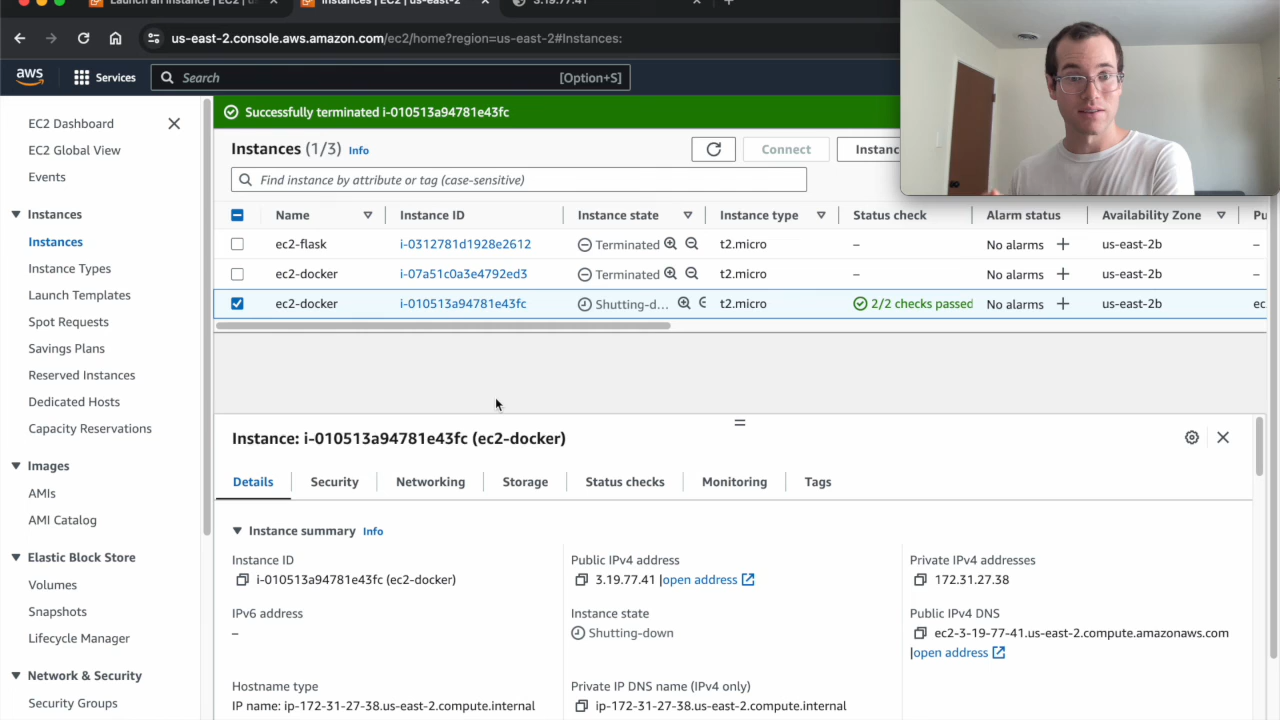 Launch an instance | EC2 | us-e
Instances | EC2 | us-east-2
3.19.77.41
us-east-2.console.aws.amazon.com/ec2/home?region=us-east-2#Instances:
aws
Services
Search
[Option+S]
EC2 Dashboard
EC2 Global View
Events
Instances
Instances
Instance Types
Launch Templates
Spot Requests
Savings Plans
Reserved Instances
Dedicated Hosts
Capacity Reservations
Images
AMIs
AMI Catalog
Elastic Block Store
Volumes
Snapshots
Lifecycle Manager
Network & Security
Security Groups
Successfully terminated i-010513a94781e43fc
Instances (1/3) Info
Connect
Instanc
Find instance by attribute or tag (case-sensitive)
Name Instance ID Instance state Instance type Status check Alarm status Availability Zone Pu
ec2-flask i-0312781d1928e2612 Terminated t2.micro – No alarms + us-east-2b –
ec2-docker i-07a51c0a3e4792ed3 Terminated t2.micro – No alarms + us-east-2b –
ec2-docker i-010513a94781e43fc Shutting-d... t2.micro 2/2 checks passed No alarms + us-east-2b ec
Instance: i-010513a94781e43fc (ec2-docker)
Details Security Networking Storage Status checks Monitoring Tags
Instance summary Info
Instance ID
i-010513a94781e43fc (ec2-docker)
Public IPv4 address
3.19.77.41 |open address
Private IPv4 addresses
172.31.27.38
IPv6 address
–
Instance state
Shutting-down
Public IPv4 DNS
ec2-3-19-77-41.us-east-2.compute.amazonaws.com
|open address
Hostname type
IP name: ip-172-31-27-38.us-east-2.compute.internal
Private IP DNS name (IPv4 only)
ip-172-31-27-38.us-east-2.compute.internal